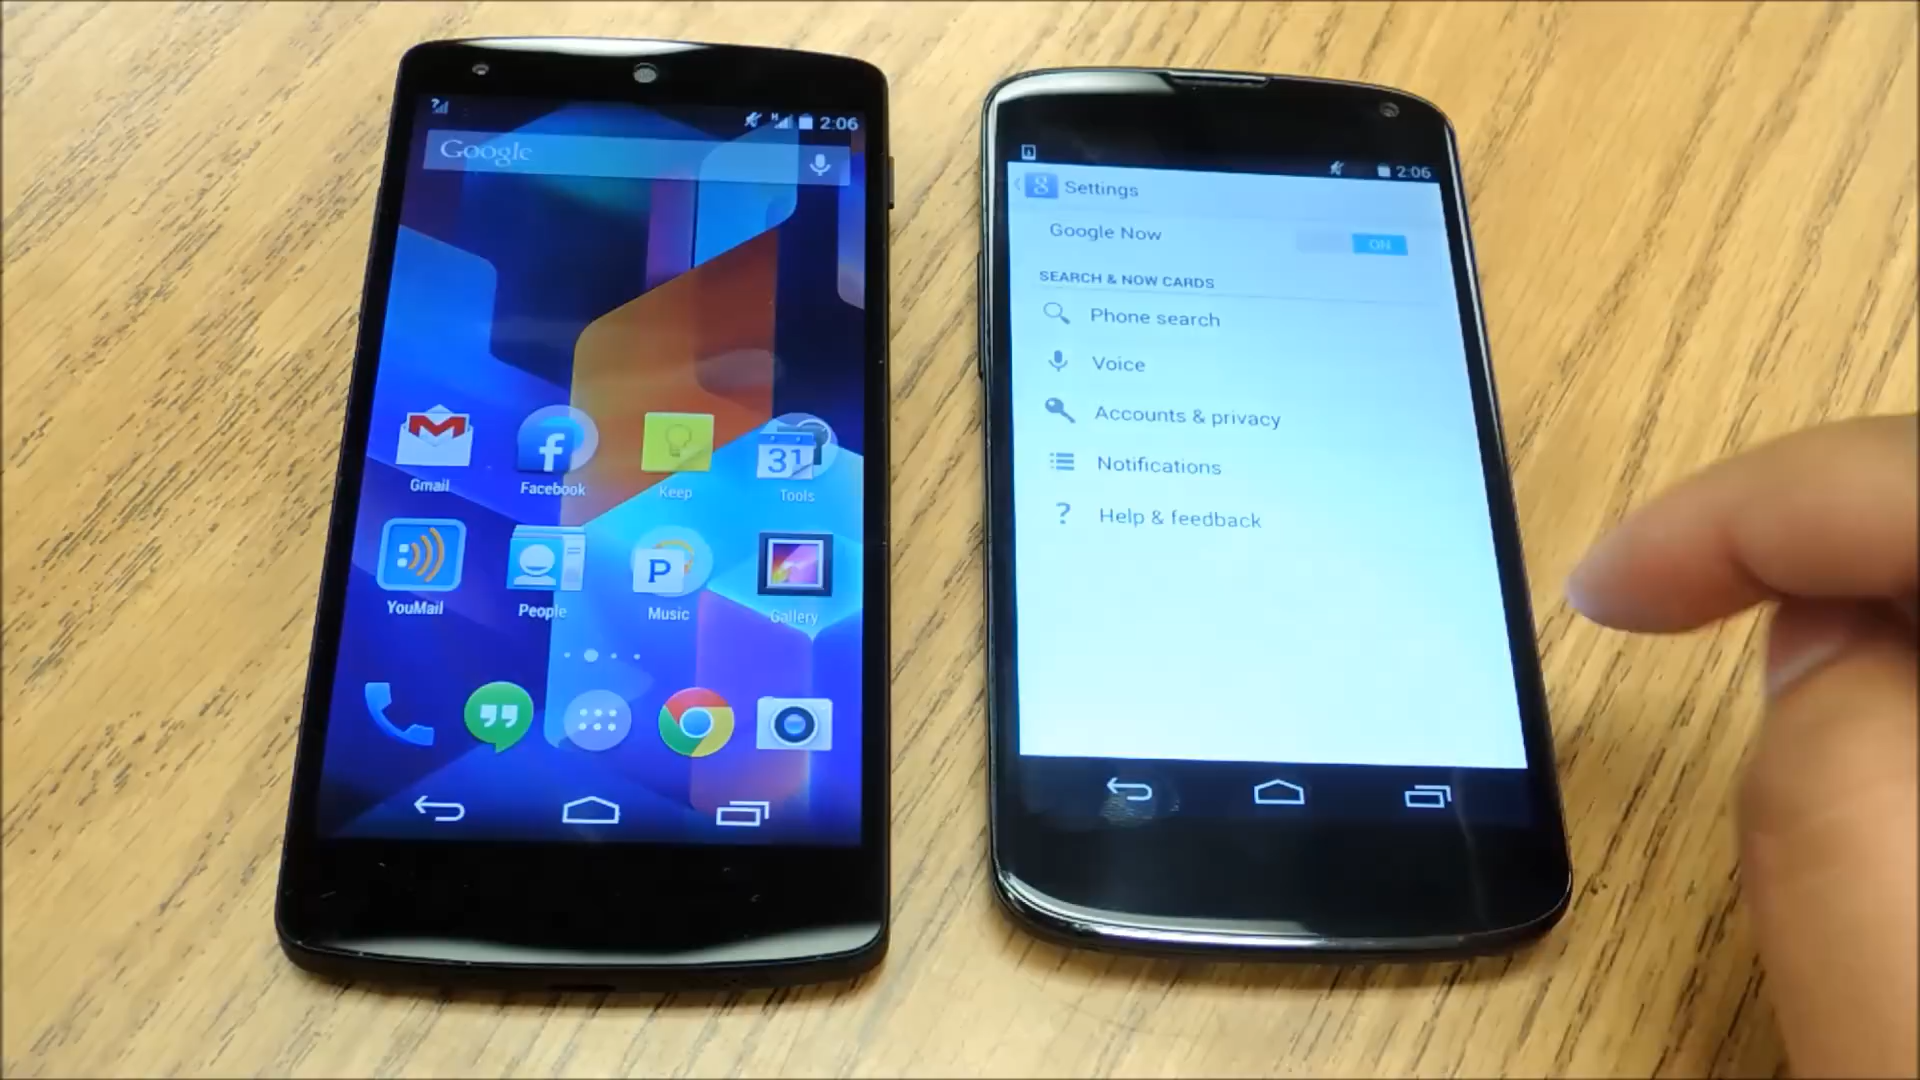 2:06
Google
31
Gmail
Facebook
Keep
Tools
P
YouMail
People
Music
Gallery
2:06
8 Settings
Google Now
ON
SEARCH & NOW CARDS
Phone search
Voice
Accounts & privacy
Notifications
? Help & feedback